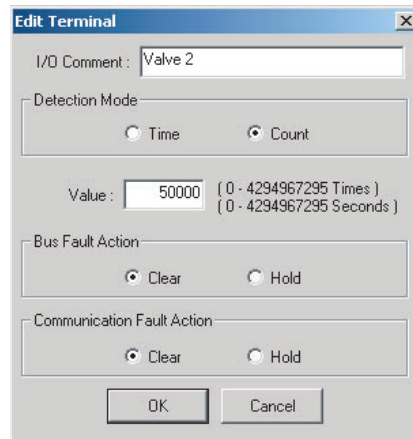 Edit Terminal
I/O Comment : Valve 2
Detection Mode
Time Count
Value : 50000 ( 0 - 4294967295 Times )
( 0 - 4294967295 Seconds )
Bus Fault Action
Clear Hold
Communication Fault Action
Clear Hold
OK Cancel